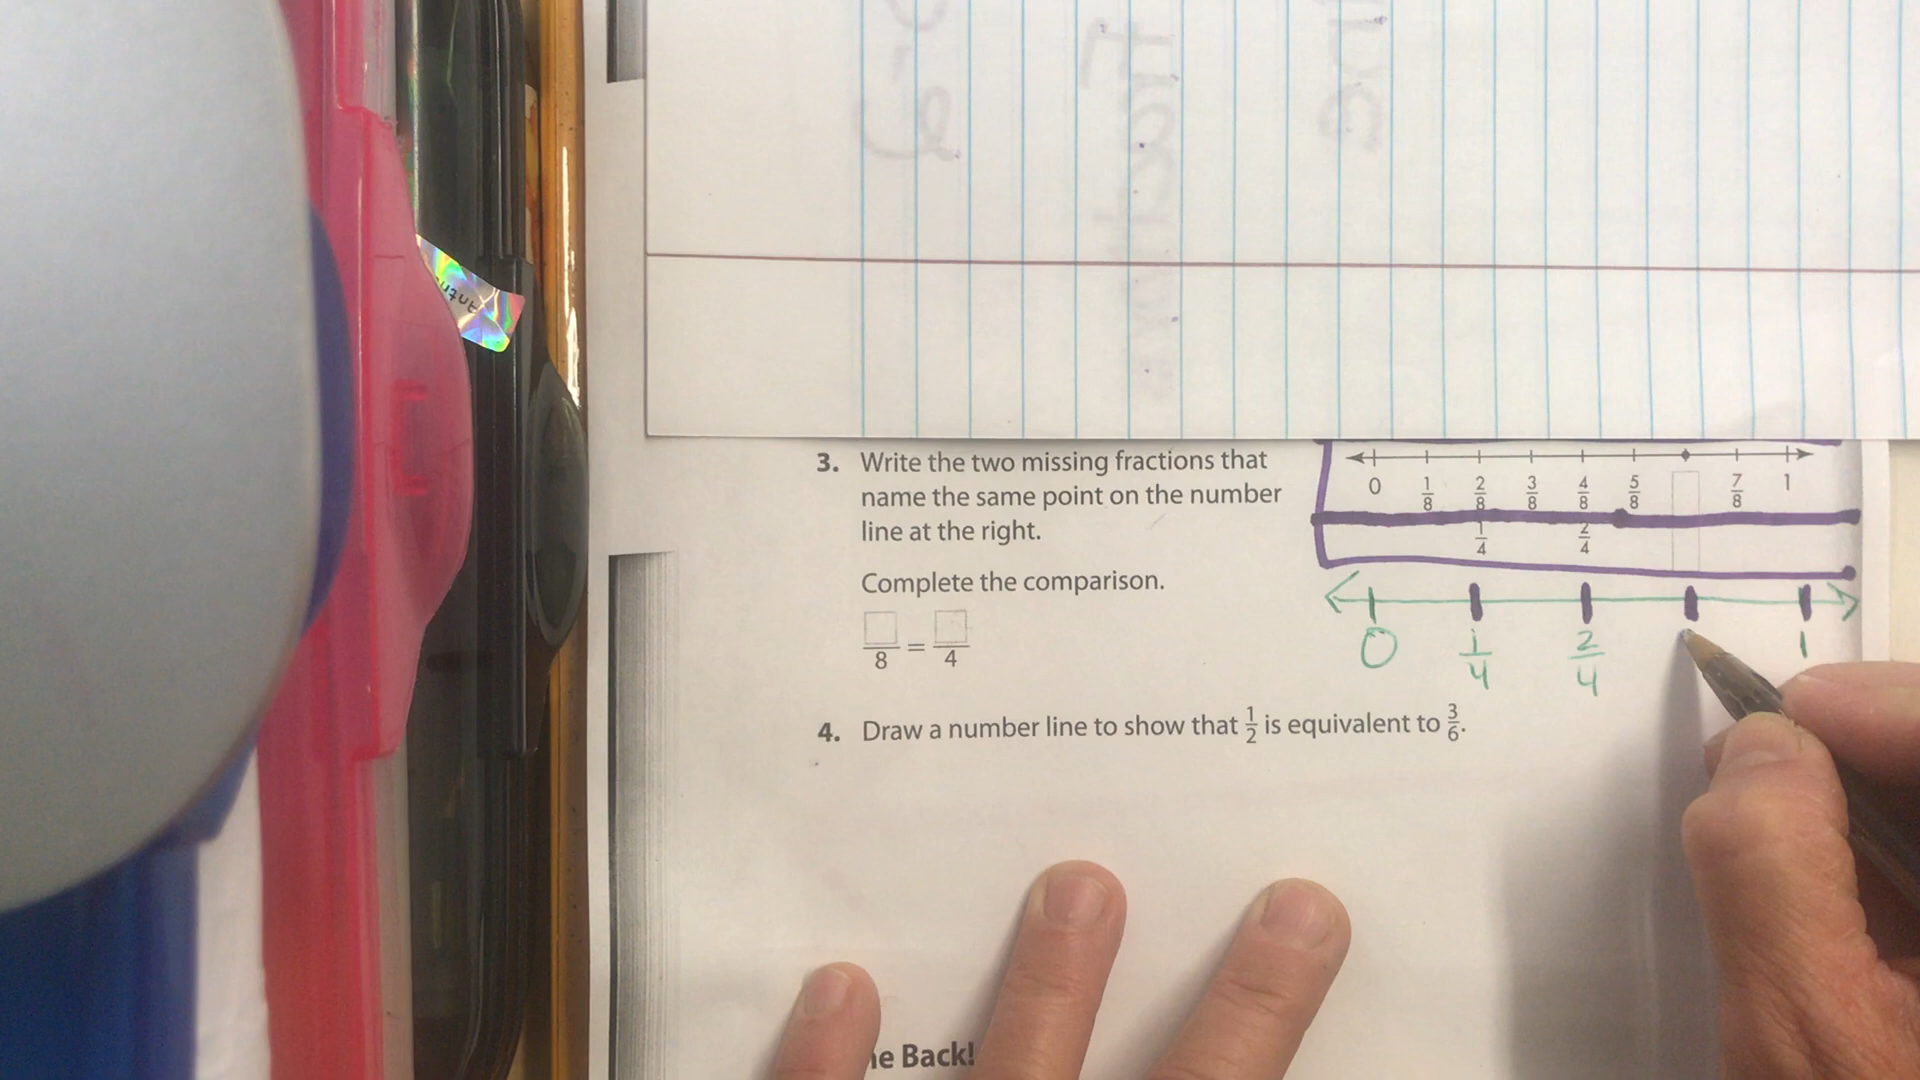 3. Write the two missing fractions that
name the same point on the number
line at the right.
Complete the comparison.
□/8 = □/4
0 1/8 2/8 3/8 4/8 5/8 □ 7/8 1
1/4 2/4
0 1/4 2/4 1
4. Draw a number line to show that 1/2 is equivalent to 3/6.
Back!